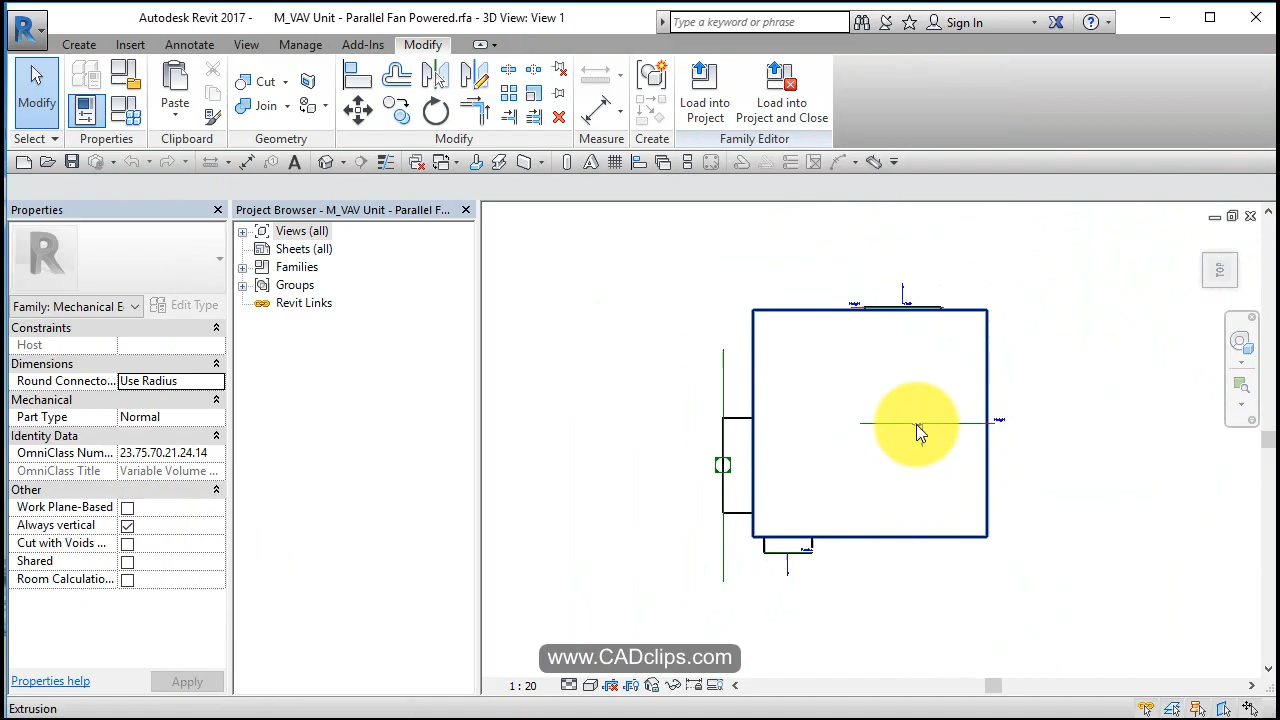 Autodesk Revit 2017 - M_VAV Unit - Parallel Fan Powered.rfa - 3D View: View 1
Type a keyword or phrase
Sign In
Create Insert Annotate View Manage Add-Ins Modify
Modify
Paste
Cut
Join
Load into Project
Load into Project and Close
Select Properties Clipboard Geometry Modify Measure Create Family Editor
Properties
Project Browser - M_VAV Unit - Parallel F...
Views (all)
Sheets (all)
Families
Groups
Revit Links
TOP
Family: Mechanical E
Edit Type
Constraints
Host
Dimensions
Round Connecto... Use Radius
Mechanical
Part Type Normal
Identity Data
OmniClass Num... 23.75.70.21.24.14
OmniClass Title Variable Volume ...
Other
Work Plane-Based
Always vertical
Cut with Voids ...
Shared
Room Calculatio...
Height
Height
Radius
www.CADclips.com
Properties help
Apply
1 : 20
Extrusion